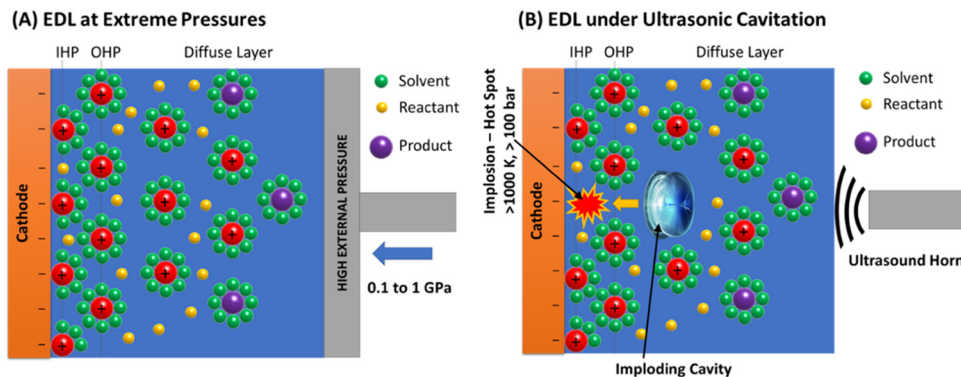 (A) EDL at Extreme Pressures
IHP
OHP
Diffuse Layer
Cathode
Solvent
Reactant
Product
HIGH EXTERNAL PRESSURE
0.1 to 1 GPa
(B) EDL under Ultrasonic Cavitation
IHP
OHP
Diffuse Layer
Implosion – Hot Spot
>1000 K, >100 bar
Cathode
Solvent
Reactant
Product
Ultrasound Horn
Imploding Cavity